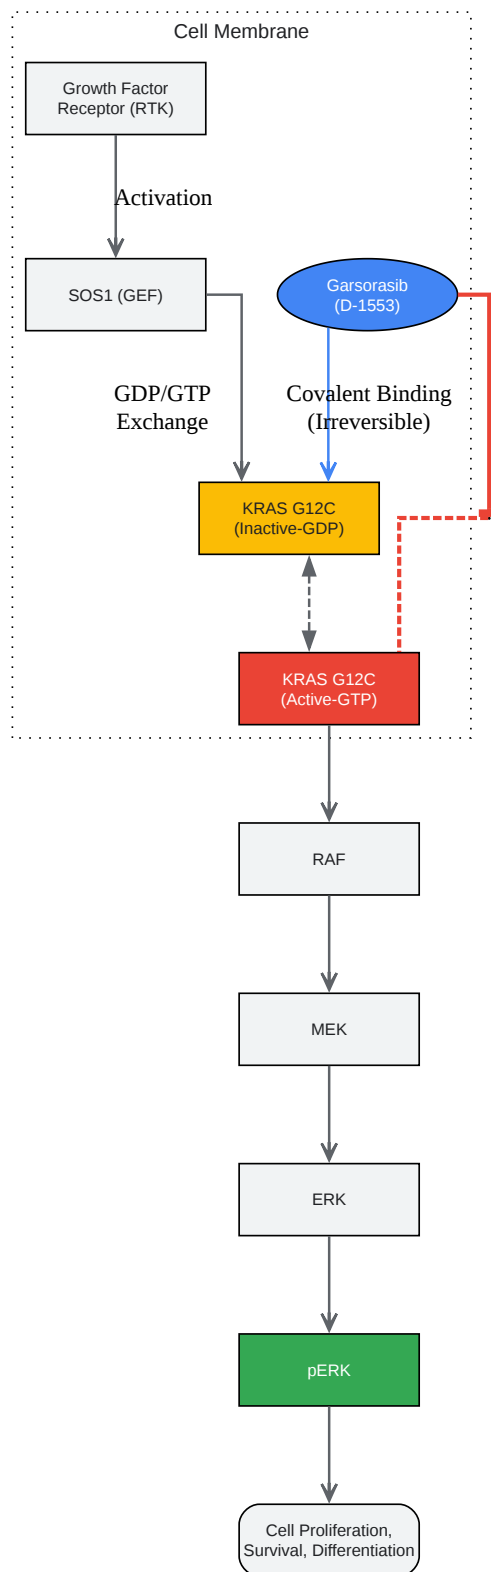 Cell Membrane
Growth Factor
Receptor (RTK)
Activation
SOS1 (GEF)
Garsorasib
(D-1553)
GDP/GTP
Exchange
Covalent Binding
(Irreversible)
KRAS G12C
(Inactive-GDP)
KRAS G12C
(Active-GTP)
RAF
MEK
ERK
pERK
Cell Proliferation,
Survival, Differentiation